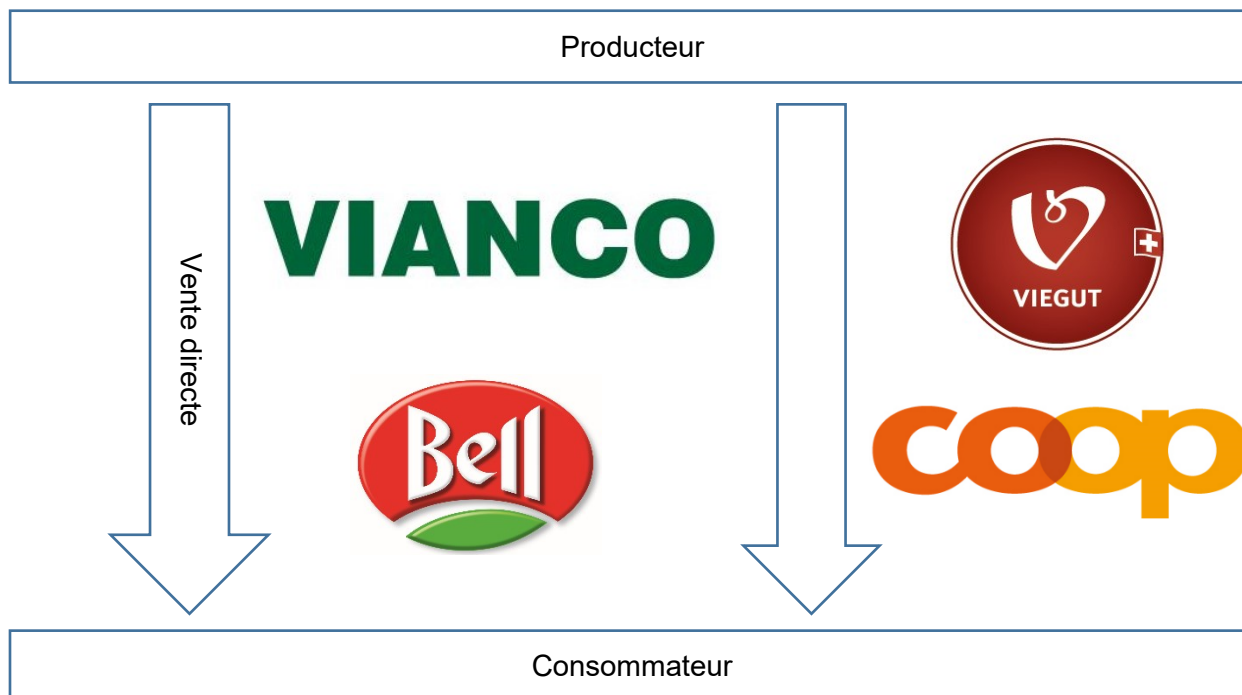 Producteur
Vente directe
VIANCO
VIEGUT
Bell
coop
Consommateur